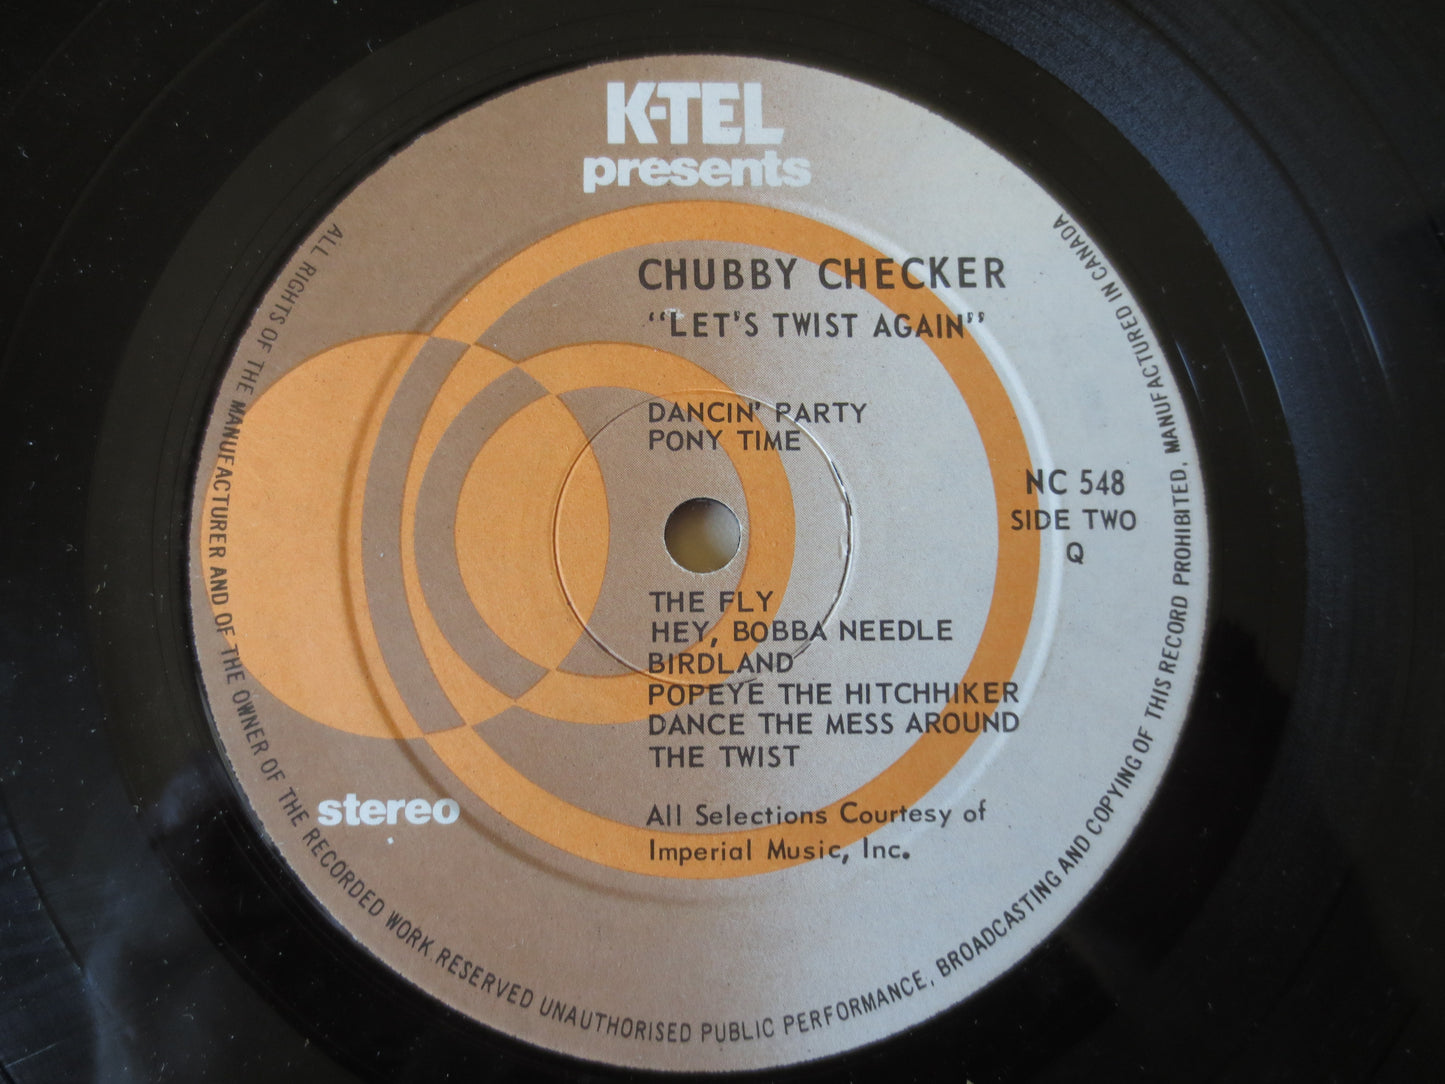 K-TEL
presents
CHUBBY CHECKER
"LET'S TWIST AGAIN"
DANCIN' PARTY
PONY TIME
NC 548
SIDE TWO
Q
THE FLY
HEY, BOBBA NEEDLE
BIRDLAND
POPEYE THE HITCHHIKER
DANCE THE MESS AROUND
THE TWIST
stereo
All Selections Courtesy of
Imperial Music, Inc.
ALL RIGHTS OF THE MANUFACTURER AND OF THE OWNER OF THE RECORDED WORK RESERVED UNAUTHORISED PUBLIC PERFORMANCE, BROADCASTING AND COPYING OF THIS RECORD PROHIBITED, MANUFACTURED IN CANADA